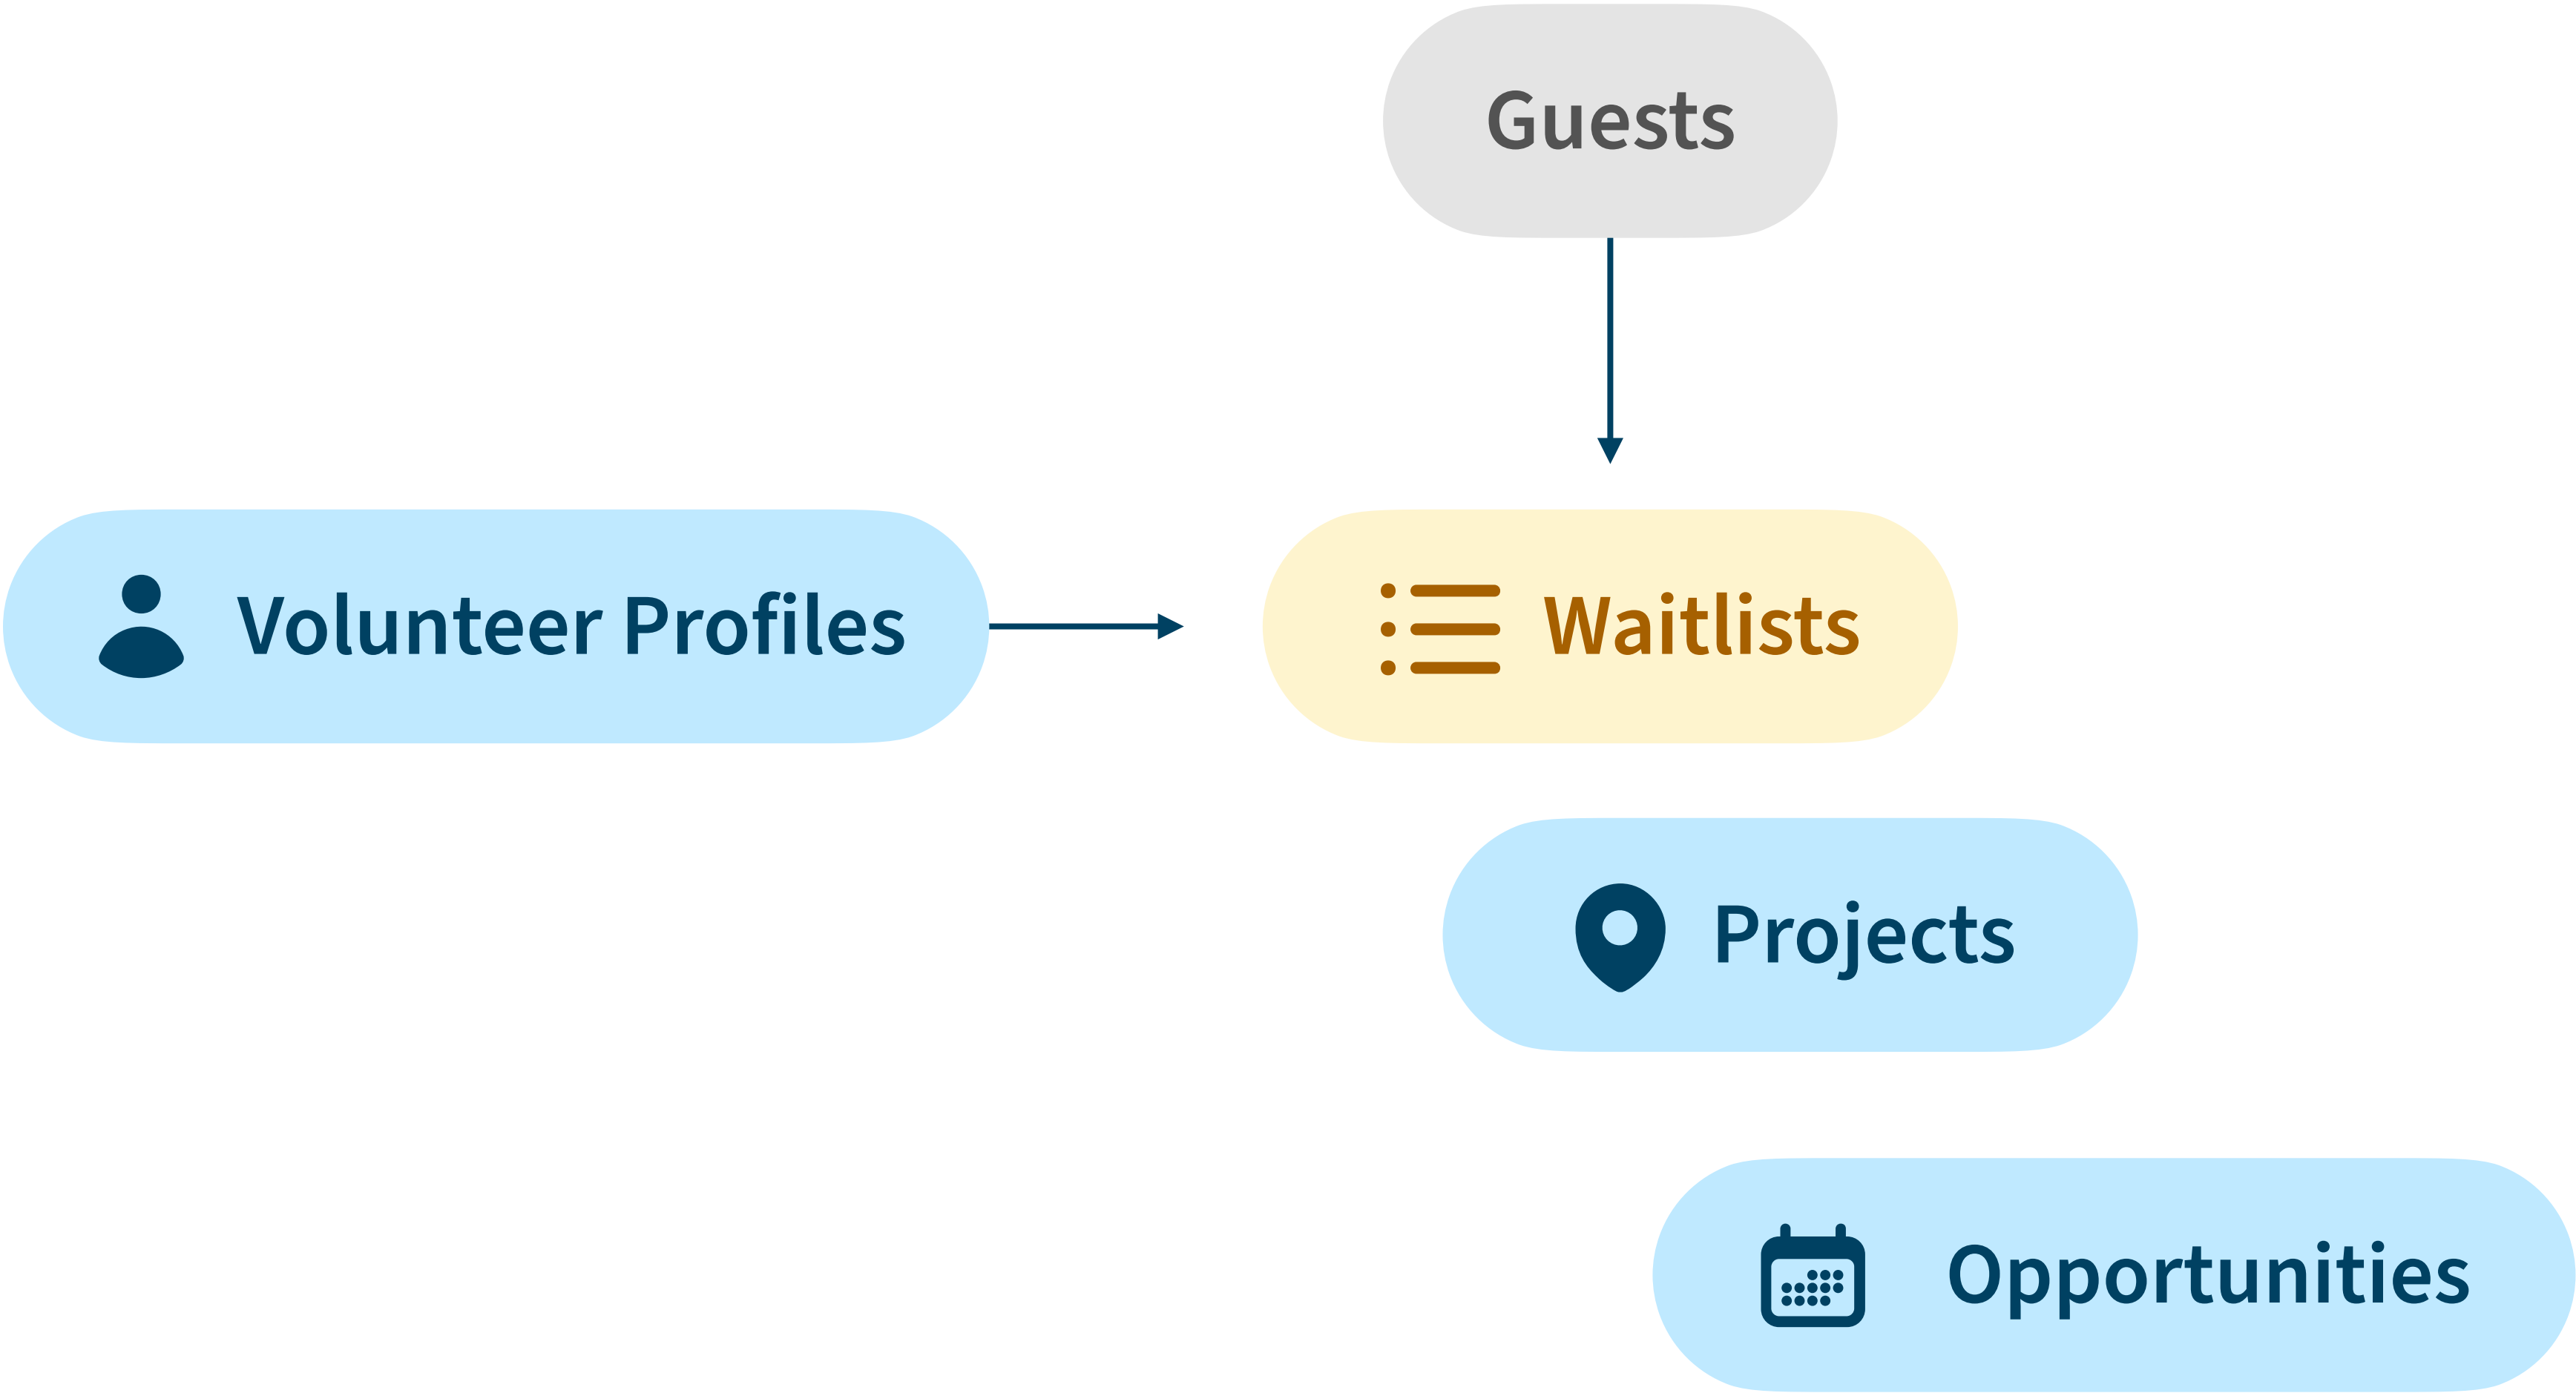 Guests
Volunteer Profiles
Waitlists
Projects
Opportunities